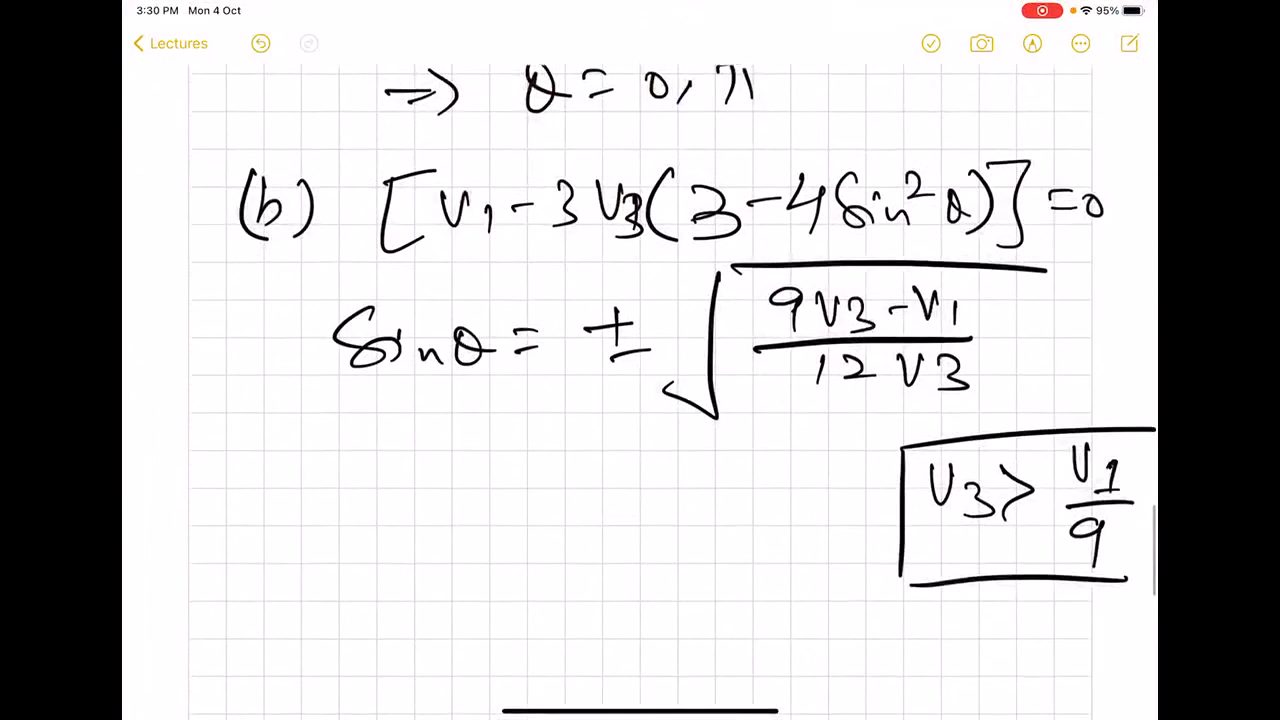 3:30 PM Mon 4 Oct 95%
Lectures
=> θ = 0, π
(b) [V1 - 3V3(3 - 4 Sin²θ)] = 0
Sinθ = ± √((9V3 - V1)/(12V3))
V3 > V1/9